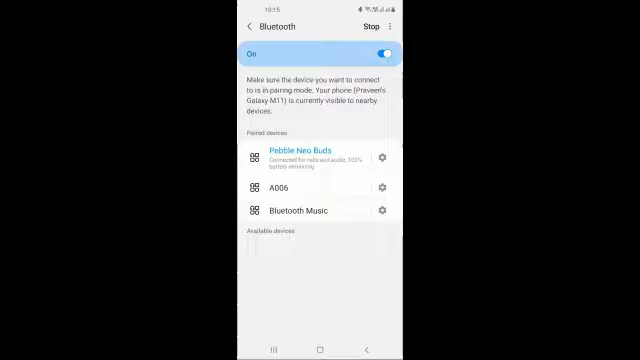 10:15
Bluetooth Stop
On
Make sure the device you want to connect
to is in pairing mode. Your phone (Praveen's
Galaxy M11) is currently visible to nearby
devices.
Paired devices
Pebble Neo Buds
Connected for calls and audio, 100%
battery remaining
A006
Bluetooth Music
Available devices